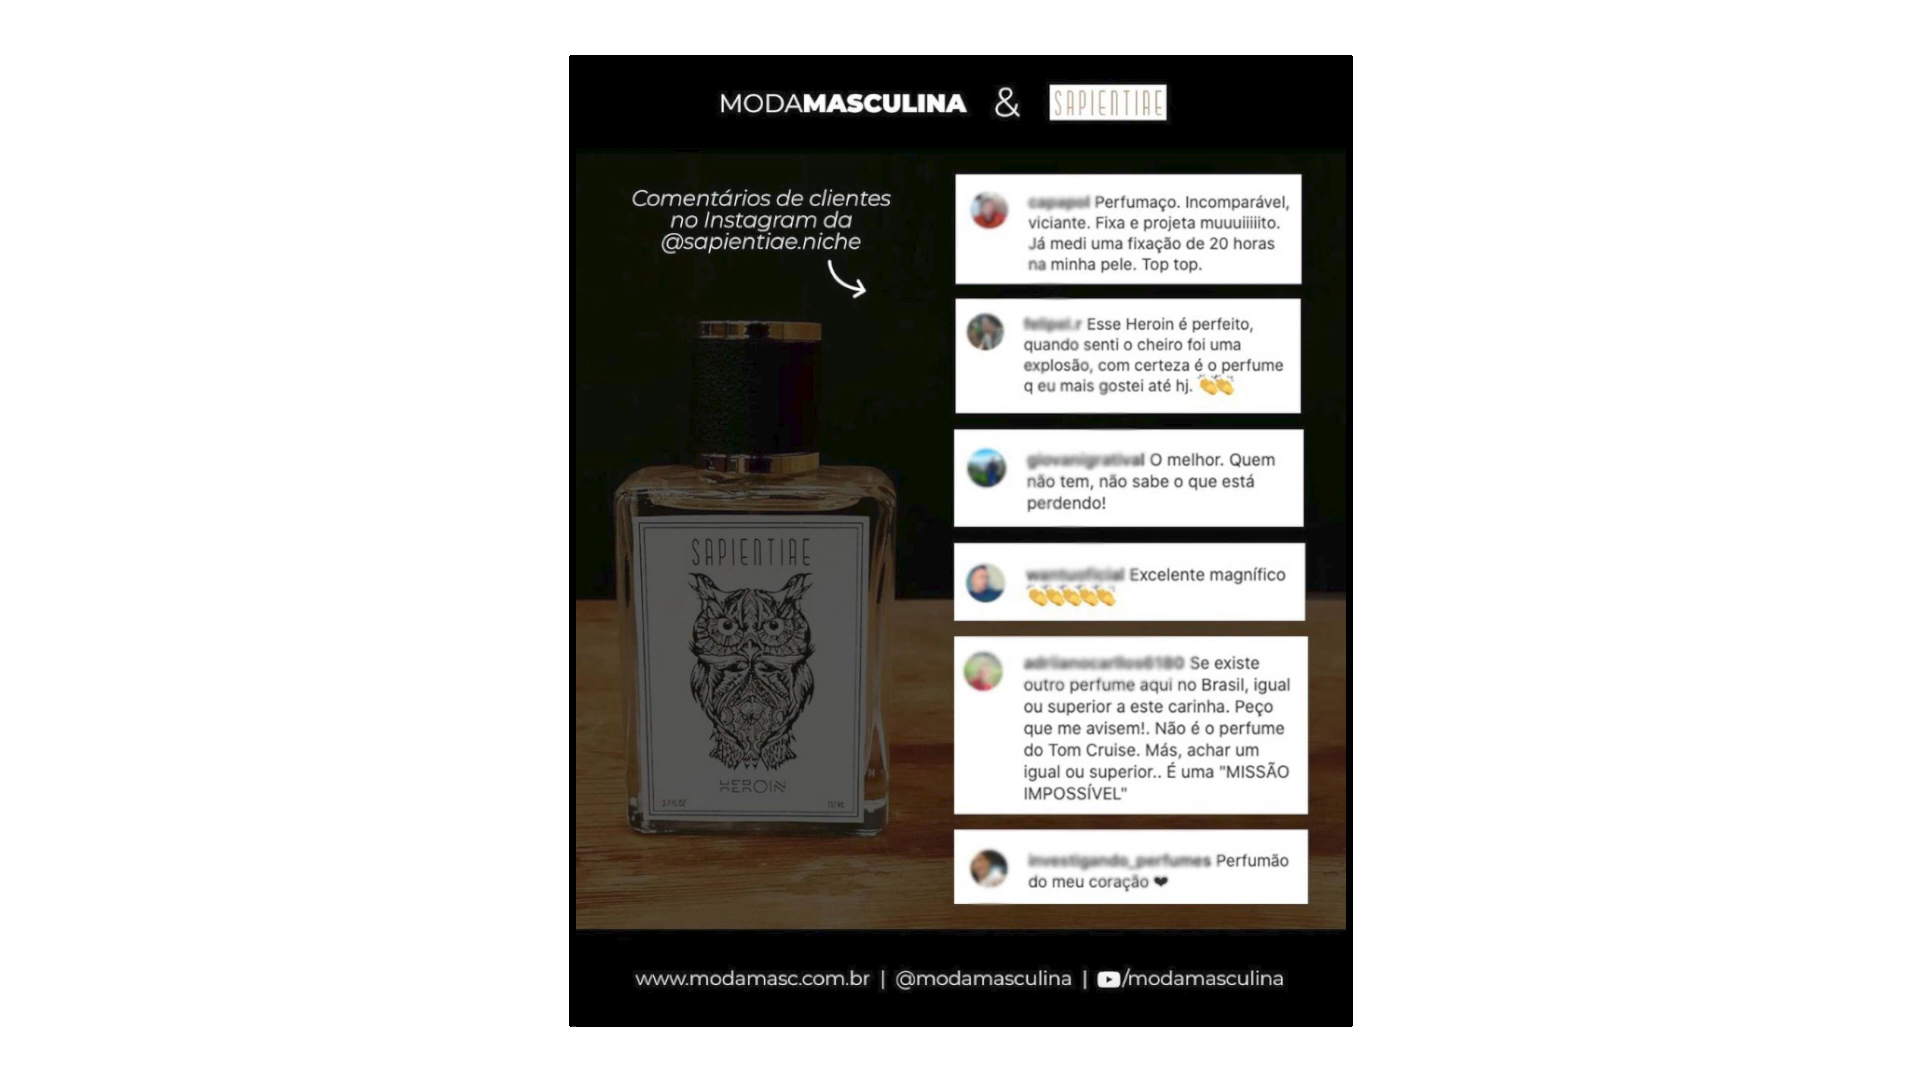 MODAMASCULINA & SAPIENTIAE
Comentários de clientes
no Instagram da
@sapientiae.niche
Perfumaço. Incomparável,
viciante. Fixa e projeta muuuiiiiito.
Já medi uma fixação de 20 horas
na minha pele. Top top.
Esse Heroin é perfeito,
quando senti o cheiro foi uma
explosão, com certeza é o perfume
q eu mais gostei até hj. 👏👏
O melhor. Quem
não tem, não sabe o que está
perdendo!
Excelente magnífico
👏👏👏👏👏
Se existe
outro perfume aqui no Brasil, igual
ou superior a este carinha. Peço
que me avisem!. Não é o perfume
do Tom Cruise. Más, achar um
igual ou superior.. É uma "MISSÃO
IMPOSSÍVEL"
investigando_perfumes Perfumão
do meu coração ❤
SAPIENTIAE
HEROIN
3.7 FL.OZ
www.modamasc.com.br | @modamasculina | /modamasculina